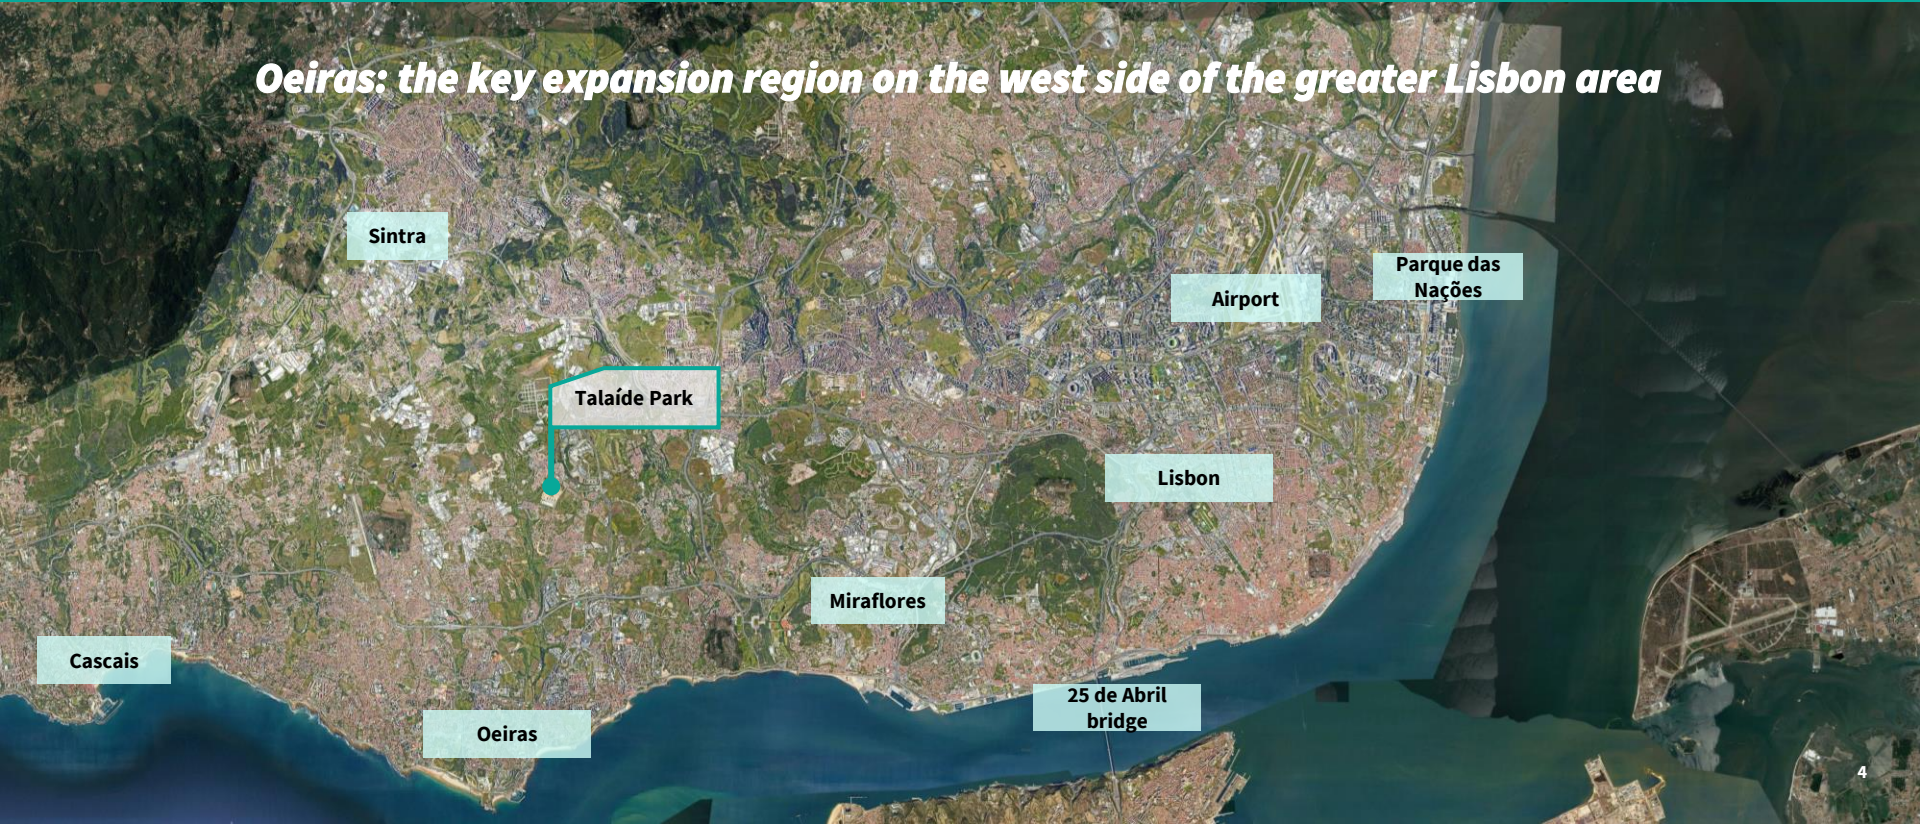 Oeiras: the key expansion region on the west side of the greater Lisbon area
Sintra
Parque das
Nações
Airport
Talaíde Park
Lisbon
Miraflores
Cascais
25 de Abril
bridge
Oeiras
4